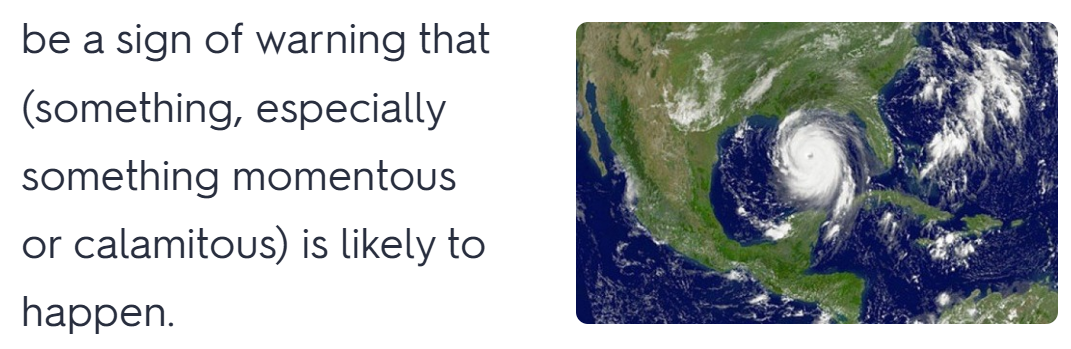 be a sign of warning that
(something, especially
something momentous
or calamitous) is likely to
happen.